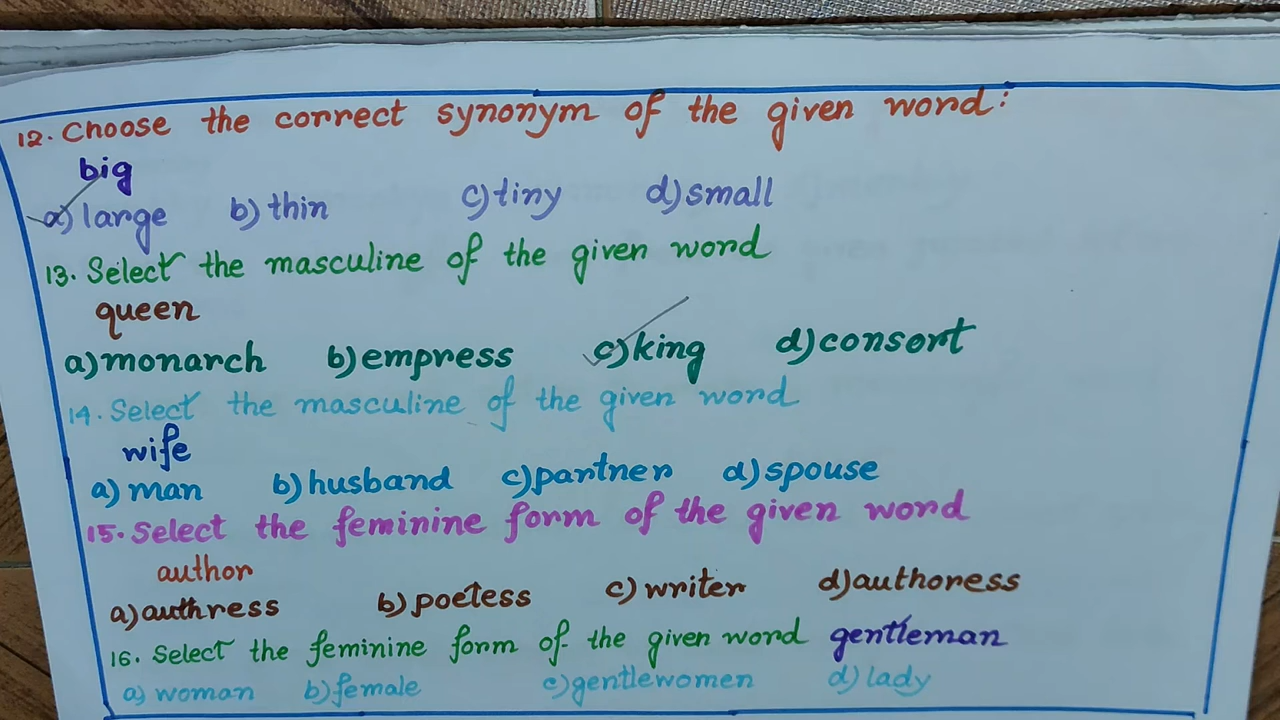 12. Choose the correct synonym of the given word:
big
a) large b) thin c) tiny d) small
13. Select the masculine of the given word
queen
a) monarch b) empress c) king d) consort
14. Select the masculine of the given word
wife
a) man b) husband c) partner d) spouse
15. Select the feminine form of the given word
author
a) authress b) poetess c) writer d) authoress
16. Select the feminine form of the given word gentleman
a) woman b) female c) gentlewomen d) lady